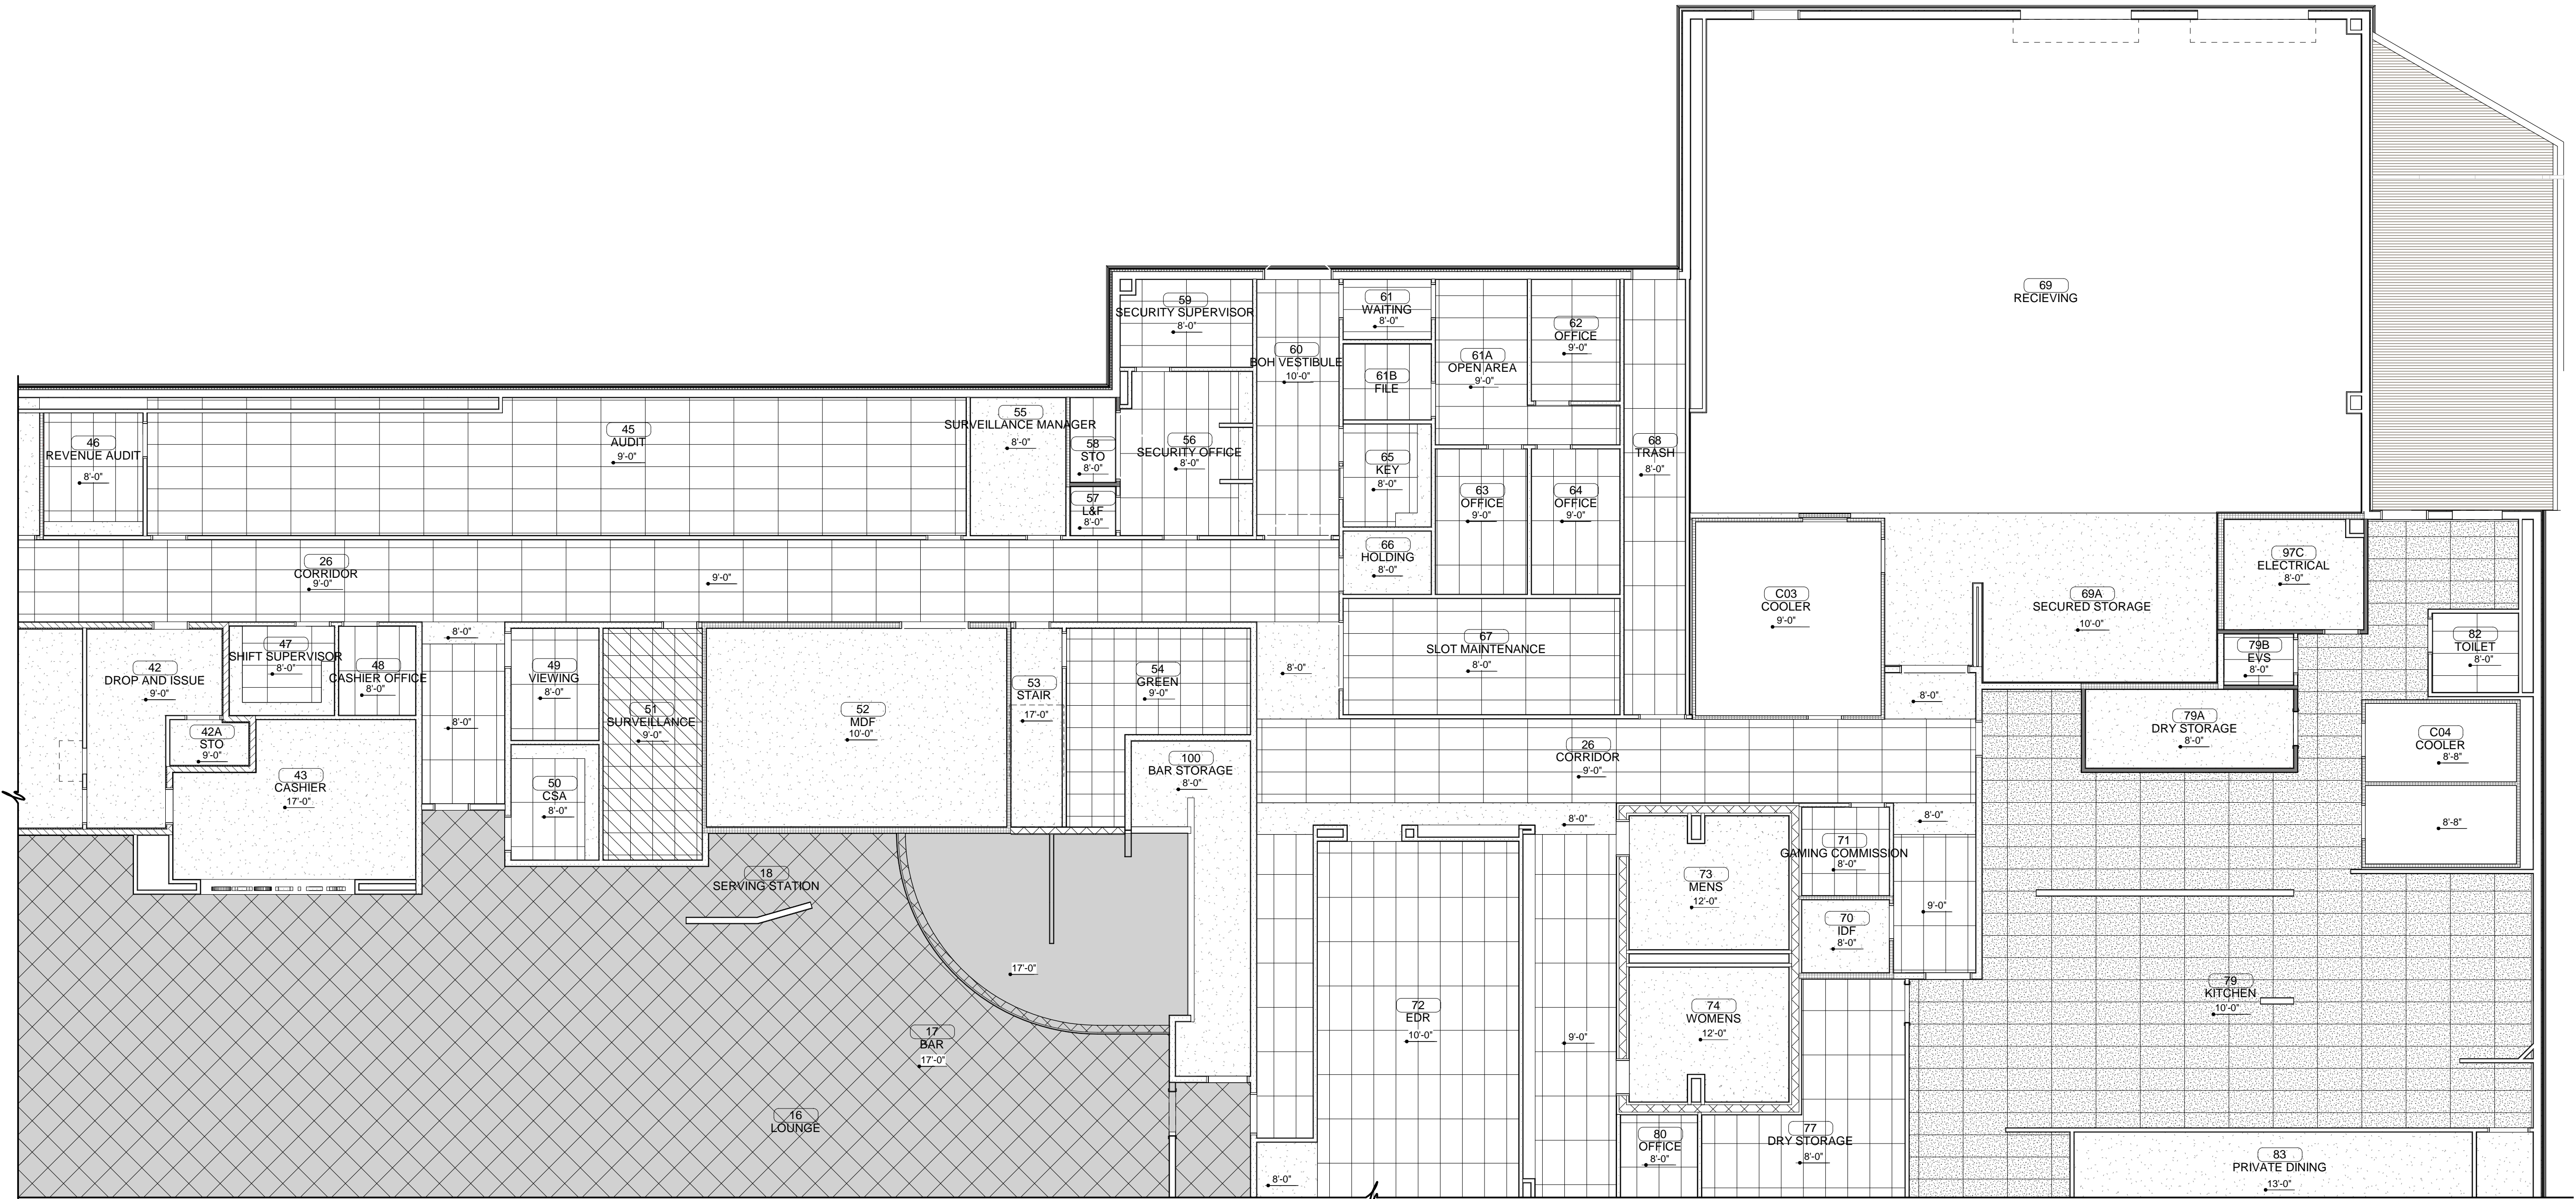 69
RECIEVING
59
SECURITY SUPERVISOR
8'-0"
60
BOH VESTIBULE
10'-0"
61
WAITING
8'-0"
61A
OPEN AREA
9'-0"
62
OFFICE
9'-0"
61B
FILE
46
REVENUE AUDIT
8'-0"
45
AUDIT
9'-0"
55
SURVEILLANCE MANAGER
8'-0"
58
STO
8'-0"
56
SECURITY OFFICE
8'-0"
65
KEY
8'-0"
68
TRASH
8'-0"
57
L&F
8'-0"
63
OFFICE
9'-0"
64
OFFICE
9'-0"
66
HOLDING
8'-0"
26
CORRIDOR
9'-0"
9'-0"
C03
COOLER
9'-0"
69A
SECURED STORAGE
10'-0"
97C
ELECTRICAL
8'-0"
42
DROP AND ISSUE
9'-0"
47
SHIFT SUPERVISOR
8'-0"
48
CASHIER OFFICE
8'-0"
8'-0"
8'-0"
49
VIEWING
8'-0"
51
SURVEILLANCE
9'-0"
52
MDF
10'-0"
53
STAIR
17'-0"
54
GREEN
9'-0"
8'-0"
67
SLOT MAINTENANCE
8'-0"
8'-0"
79B
EVS
8'-0"
82
TOILET
8'-0"
42A
STO
9'-0"
43
CASHIER
17'-0"
50
CSA
8'-0"
100
BAR STORAGE
8'-0"
26
CORRIDOR
9'-0"
79A
DRY STORAGE
8'-0"
C04
COOLER
8'-8"
8'-8"
8'-0"
8'-0"
71
GAMING COMMISSION
8'-0"
18
SERVING STATION
73
MENS
12'-0"
70
IDF
8'-0"
9'-0"
17'-0"
17
BAR
17'-0"
72
EDR
10'-0"
9'-0"
74
WOMENS
12'-0"
79
KITCHEN
10'-0"
16
LOUNGE
8'-0"
80
OFFICE
8'-0"
77
DRY STORAGE
8'-0"
83
PRIVATE DINING
13'-0"